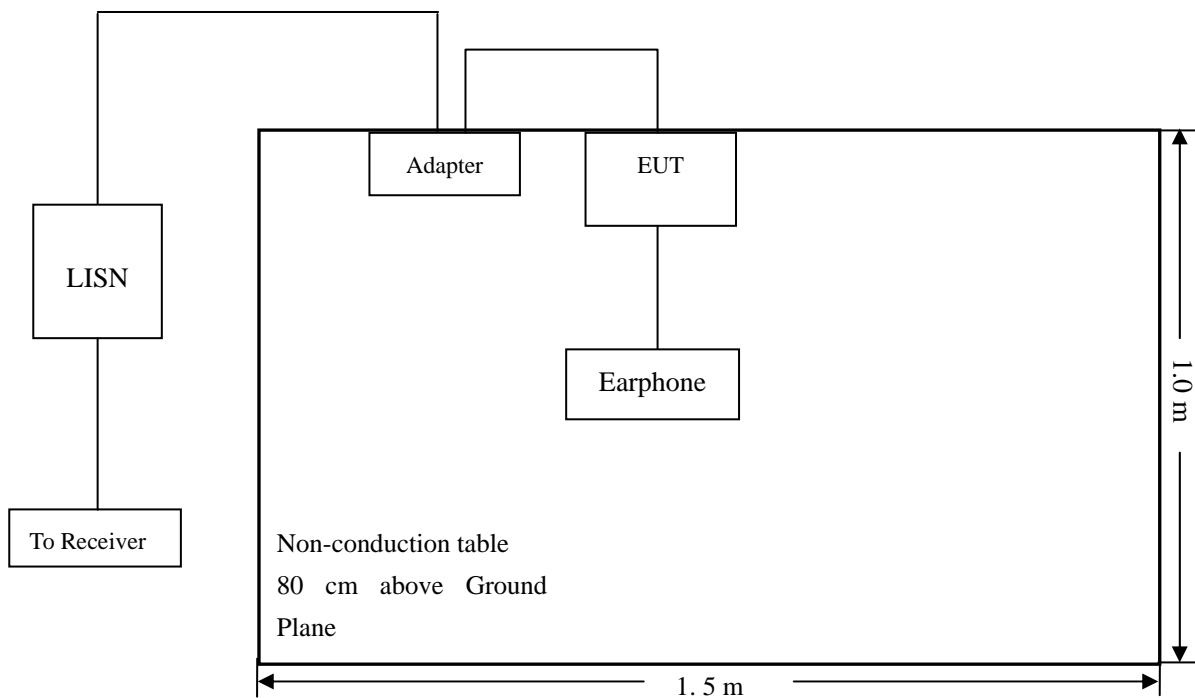 Adapter
EUT
LISN
Earphone
1.0 m
To Receiver
Non-conduction table
80 cm above Ground
Plane
1. 5 m